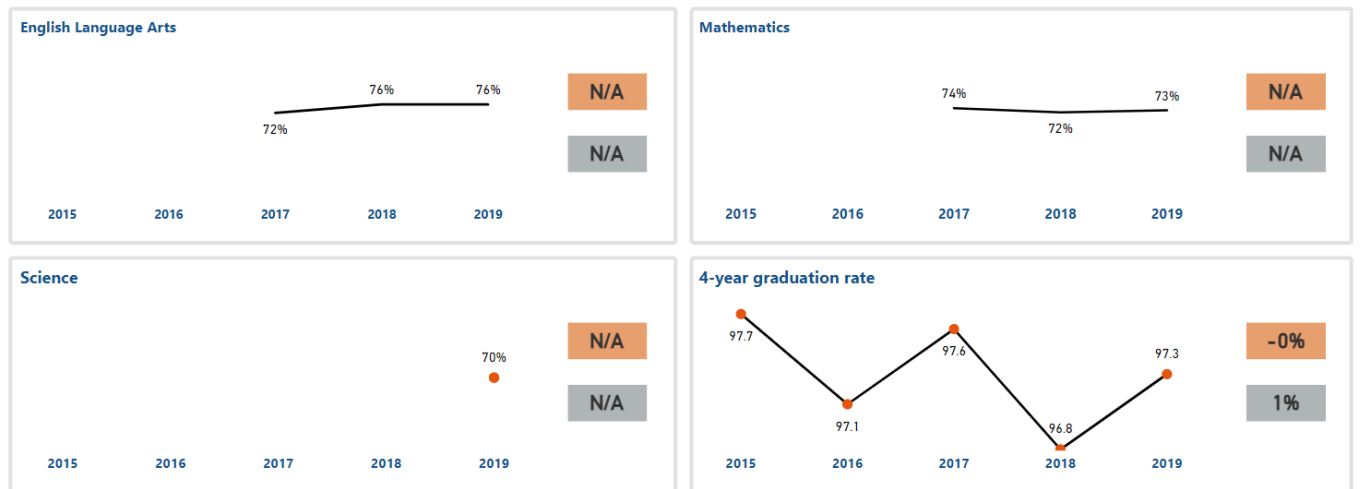 English Language Arts
76% 76% N/A
72%
N/A
2015 2016 2017 2018 2019
Mathematics
74% 73% N/A
72%
N/A
2015 2016 2017 2018 2019
Science
N/A
70%
N/A
2015 2016 2017 2018 2019
4-year graduation rate
97.7 97.6 97.3 -0%
97.1 96.8 1%
2015 2016 2017 2018 2019